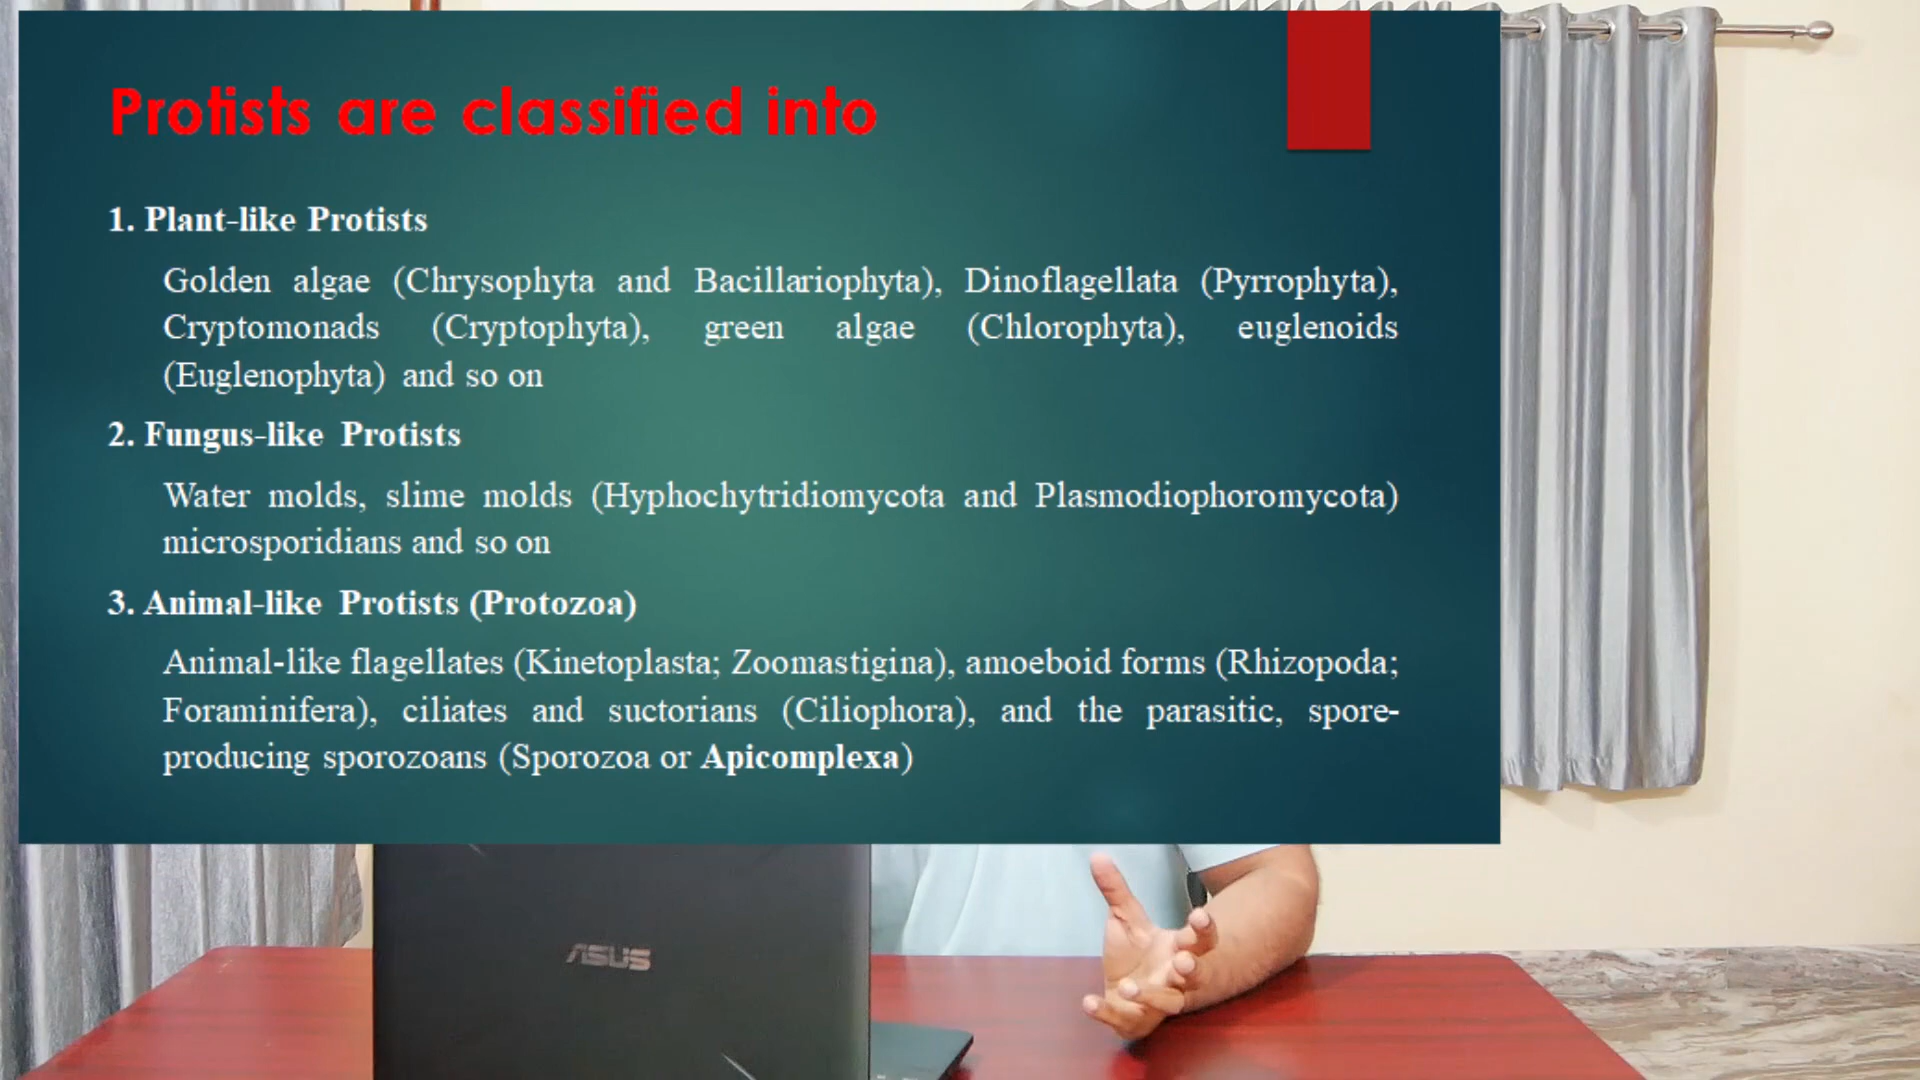 Protists are classified into
1. Plant-like Protists
Golden algae (Chrysophyta and Bacillariophyta), Dinoflagellata (Pyrrophyta),
Cryptomonads (Cryptophyta), green algae (Chlorophyta), euglenoids
(Euglenophyta) and so on
2. Fungus-like Protists
Water molds, slime molds (Hyphochytridiomycota and Plasmodiophoromycota)
microsporidians and so on
3. Animal-like Protists (Protozoa)
Animal-like flagellates (Kinetoplasta; Zoomastigina), amoeboid forms (Rhizopoda;
Foraminifera), ciliates and suctorians (Ciliophora), and the parasitic, spore-
producing sporozoans (Sporozoa or Apicomplexa)
ASUS